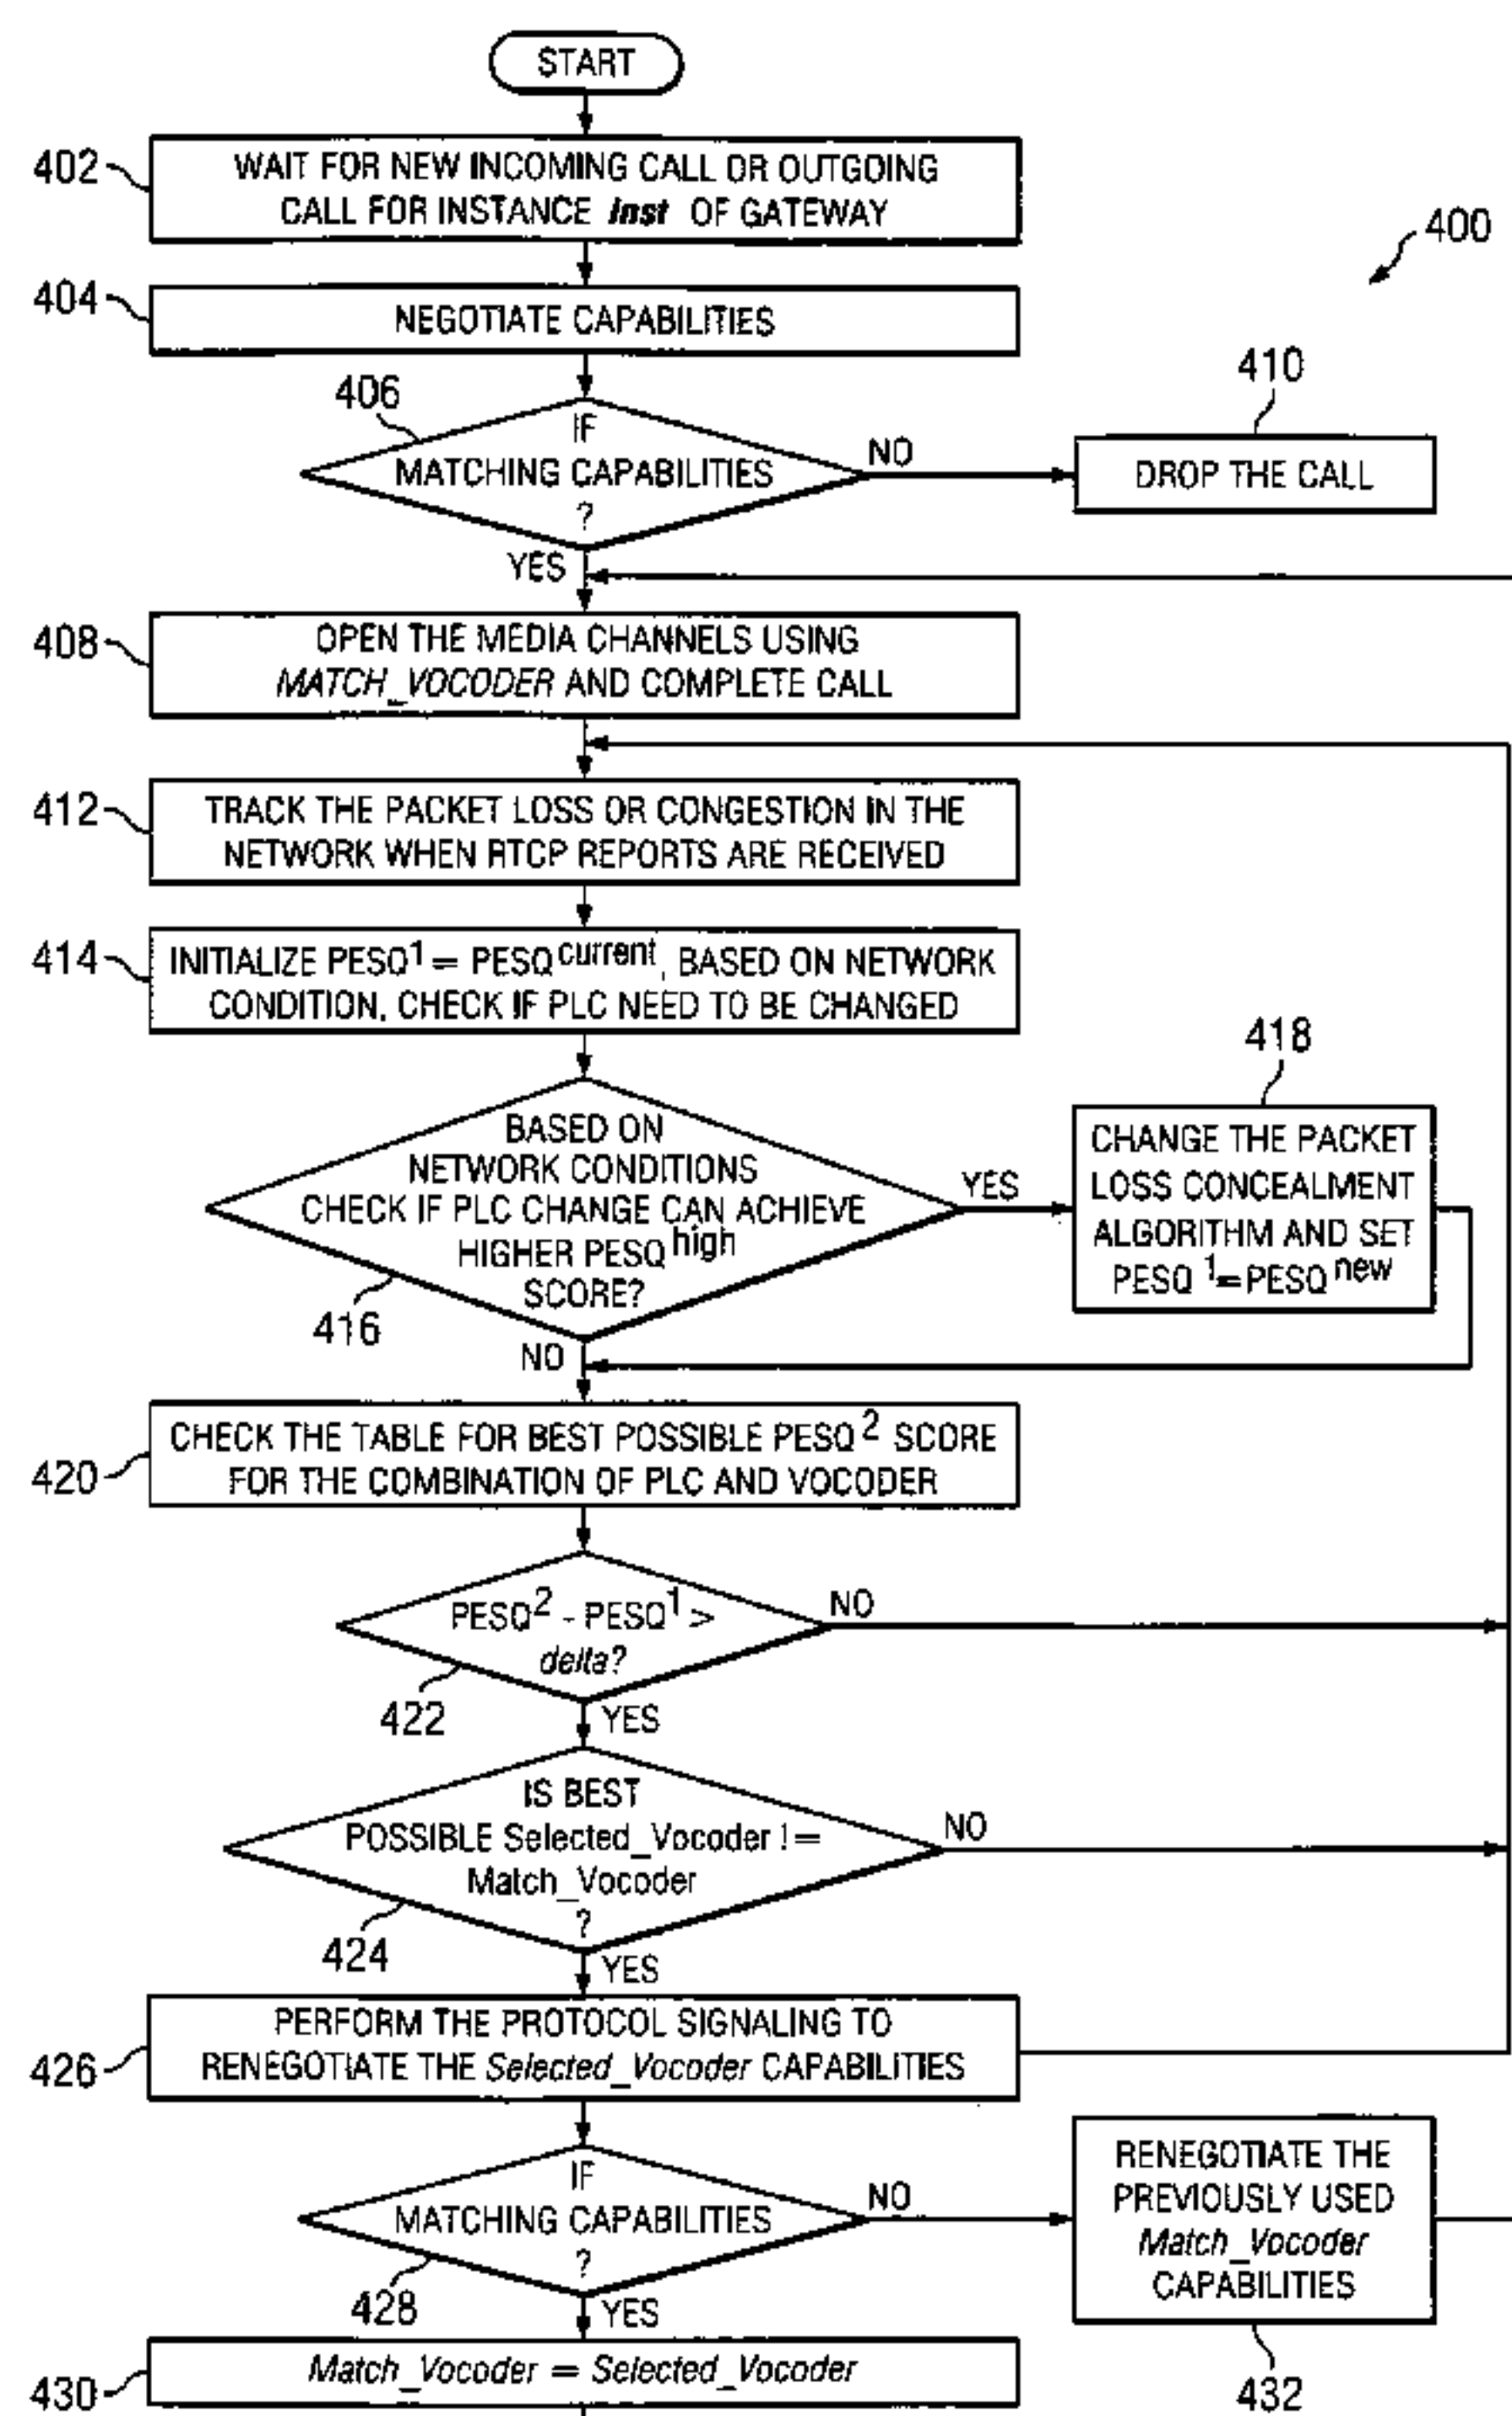 START
402
WAIT FOR NEW INCOMING CALL OR OUTGOING
CALL FOR INSTANCE inst OF GATEWAY
400
404
NEGOTIATE CAPABILITIES
406
IF
MATCHING CAPABILITIES
?
NO
410
DROP THE CALL
YES
408
OPEN THE MEDIA CHANNELS USING
MATCH_VOCODER AND COMPLETE CALL
412
TRACK THE PACKET LOSS OR CONGESTION IN THE
NETWORK WHEN RTCP REPORTS ARE RECEIVED
414
INITIALIZE PESQ1 = PESQcurrent, BASED ON NETWORK
CONDITION, CHECK IF PLC NEED TO BE CHANGED
BASED ON
NETWORK CONDITIONS
CHECK IF PLC CHANGE CAN ACHIEVE
HIGHER PESQhigh
SCORE?
416
YES
418
CHANGE THE PACKET
LOSS CONCEALMENT
ALGORITHM AND SET
PESQ 1=PESQnew
NO
420
CHECK THE TABLE FOR BEST POSSIBLE PESQ2 SCORE
FOR THE COMBINATION OF PLC AND VOCODER
PESQ2 - PESQ1 >
delta?
422
NO
YES
IS BEST
POSSIBLE Selected_Vocoder !=
Match_Vocoder
?
424
NO
YES
426
PERFORM THE PROTOCOL SIGNALING TO
RENEGOTIATE THE Selected_Vocoder CAPABILITIES
IF
MATCHING CAPABILITIES
?
428
NO
RENEGOTIATE THE
PREVIOUSLY USED
Match_Vocoder
CAPABILITIES
432
YES
430
Match_Vocoder = Selected_Vocoder